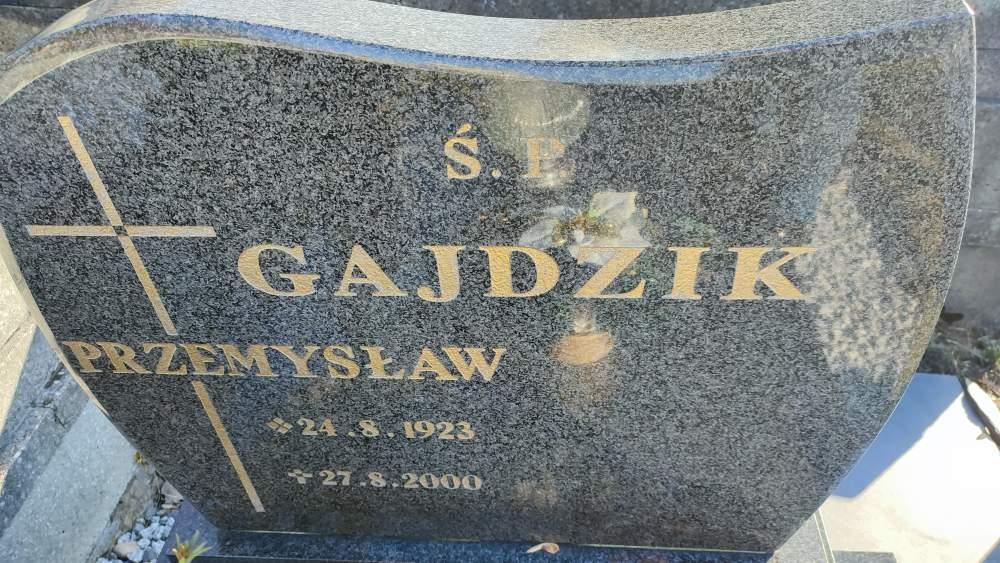 Ś. P.
GAJDZIK
PRZEMYSŁAW
24.8.1923
27.8.2000